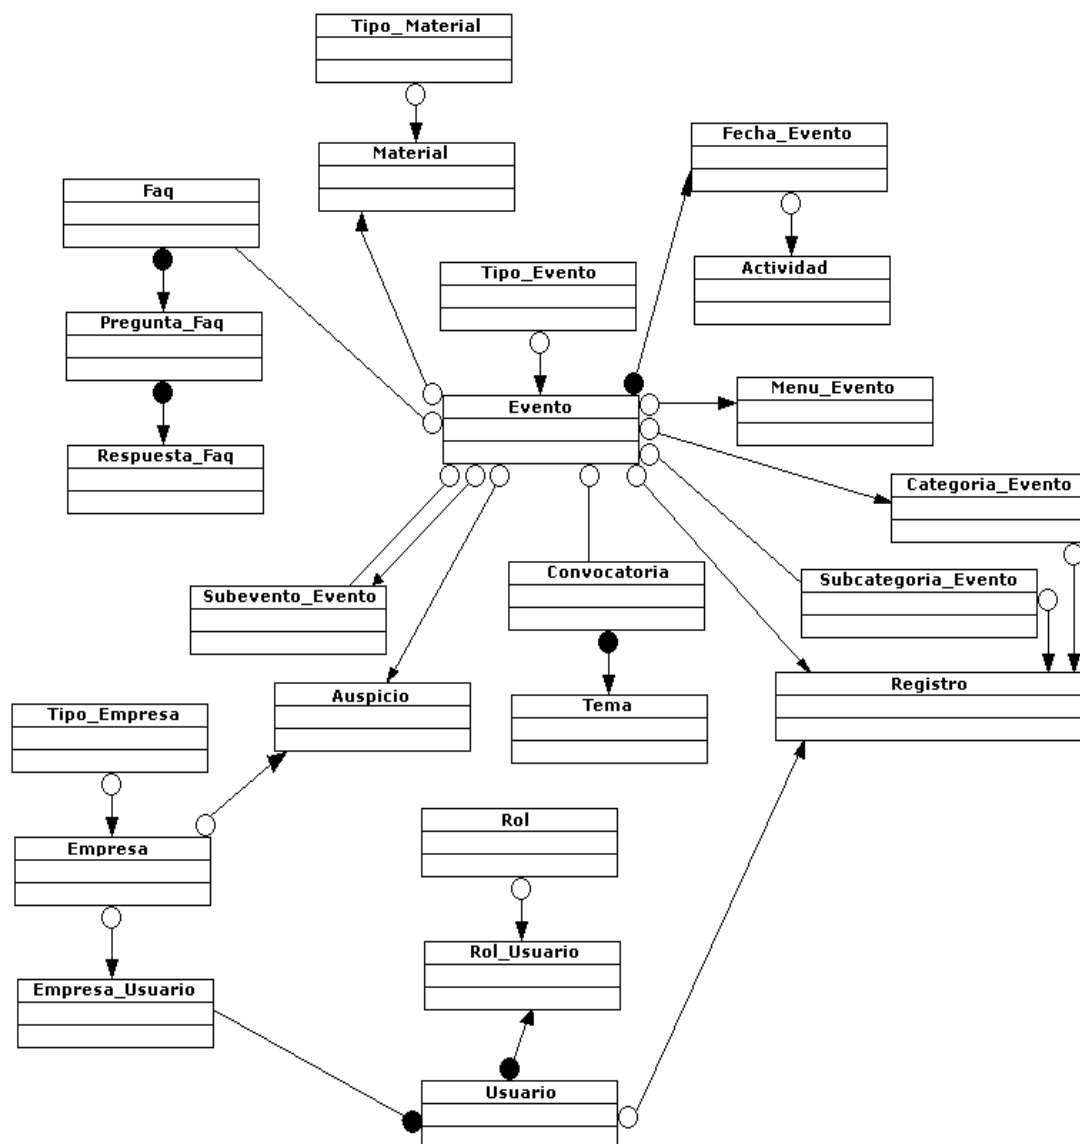 Tipo_Material
Fecha_Evento
Material
Faq
Tipo_Evento
Actividad
Pregunta_Faq
Menu_Evento
Evento
Respuesta_Faq
Categoria_Evento
Convocatoria
Subcategoria_Evento
Subevento_Evento
Registro
Auspicio
Tema
Tipo_Empresa
Rol
Empresa
Rol_Usuario
Empresa_Usuario
Usuario